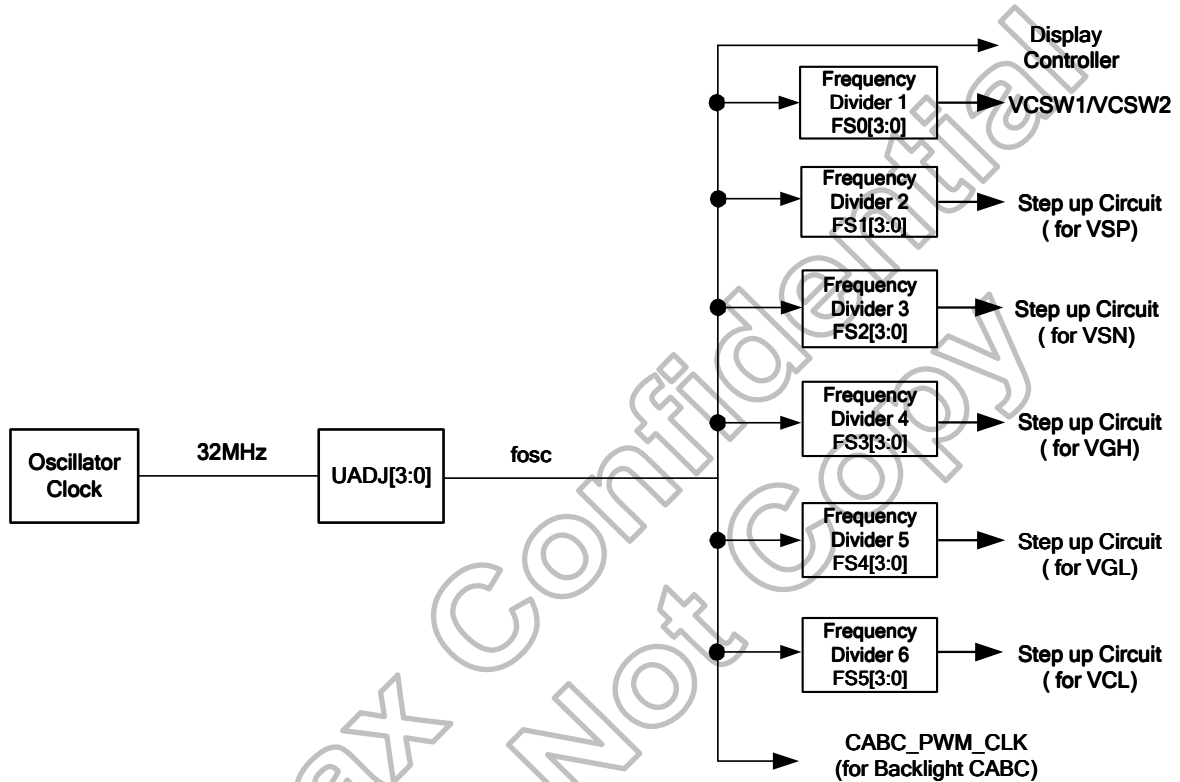 Display
Controller
Frequency
Divider 1
FS0[3:0]
VCSW1/VCSW2
Frequency
Divider 2
FS1[3:0]
Step up Circuit
( for VSP)
Frequency
Divider 3
FS2[3:0]
Step up Circuit
( for VSN)
Frequency
Divider 4
FS3[3:0]
Step up Circuit
( for VGH)
Oscillator
Clock
32MHz
UADJ[3:0]
fosc
Frequency
Divider 5
FS4[3:0]
Step up Circuit
( for VGL)
Frequency
Divider 6
FS5[3:0]
Step up Circuit
( for VCL)
CABC_PWM_CLK
(for Backlight CABC)
ax Confidential
Not Copy